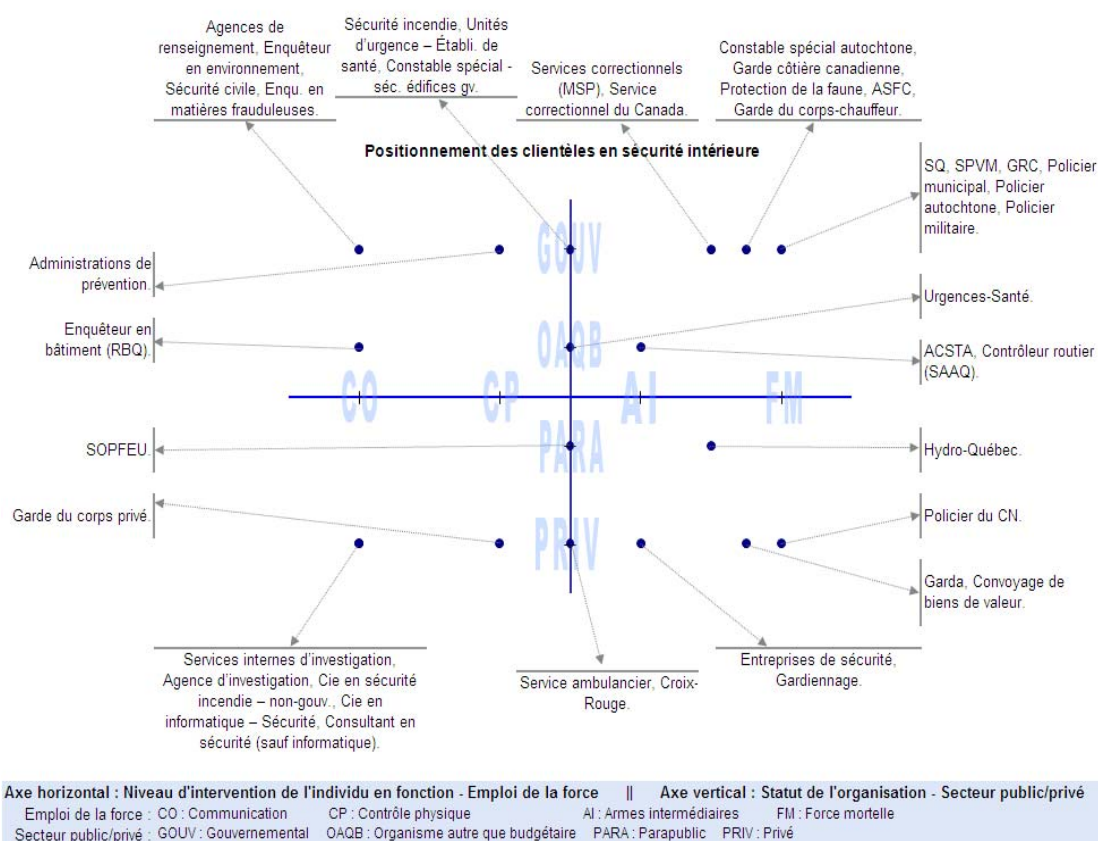 Agences de
renseignement, Enquêteur
en environnement,
Sécurité civile, Enqu. en
matières frauduleuses.
Sécurité incendie, Unités
d'urgence – Établi. de
santé, Constable spécial -
séc. édifices gv.
Services correctionnels
(MSP), Service
correctionnel du Canada.
Constable spécial autochtone,
Garde côtière canadienne,
Protection de la faune, ASFC,
Garde du corps-chauffeur.
Positionnement des clientèles en sécurité intérieure
SQ, SPVM, GRC, Policier
municipal, Policier
autochtone, Policier
militaire.
GOUV
Administrations de
prévention.
Urgences-Santé.
Enquêteur en
bâtiment (RBQ).
OAQB
ACSTA, Contrôleur routier
(SAAQ).
CO CP AI FM
SOPFEU.
PARA
Hydro-Québec.
Garde du corps privé.
PRIV
Policier du CN.
Garda, Convoyage de
biens de valeur.
Services internes d'investigation,
Agence d'investigation, Cie en sécurité
incendie – non-gouv., Cie en
informatique – Sécurité, Consultant en
sécurité (sauf informatique).
Service ambulancier, Croix-
Rouge.
Entreprises de sécurité,
Gardiennage.
Axe horizontal : Niveau d'intervention de l'individu en fonction - Emploi de la force || Axe vertical : Statut de l'organisation - Secteur public/privé
Emploi de la force : CO : Communication CP : Contrôle physique AI : Armes intermédiaires FM : Force mortelle
Secteur public/privé : GOUV : Gouvernemental OAQB : Organisme autre que budgétaire PARA : Parapublic PRIV : Privé